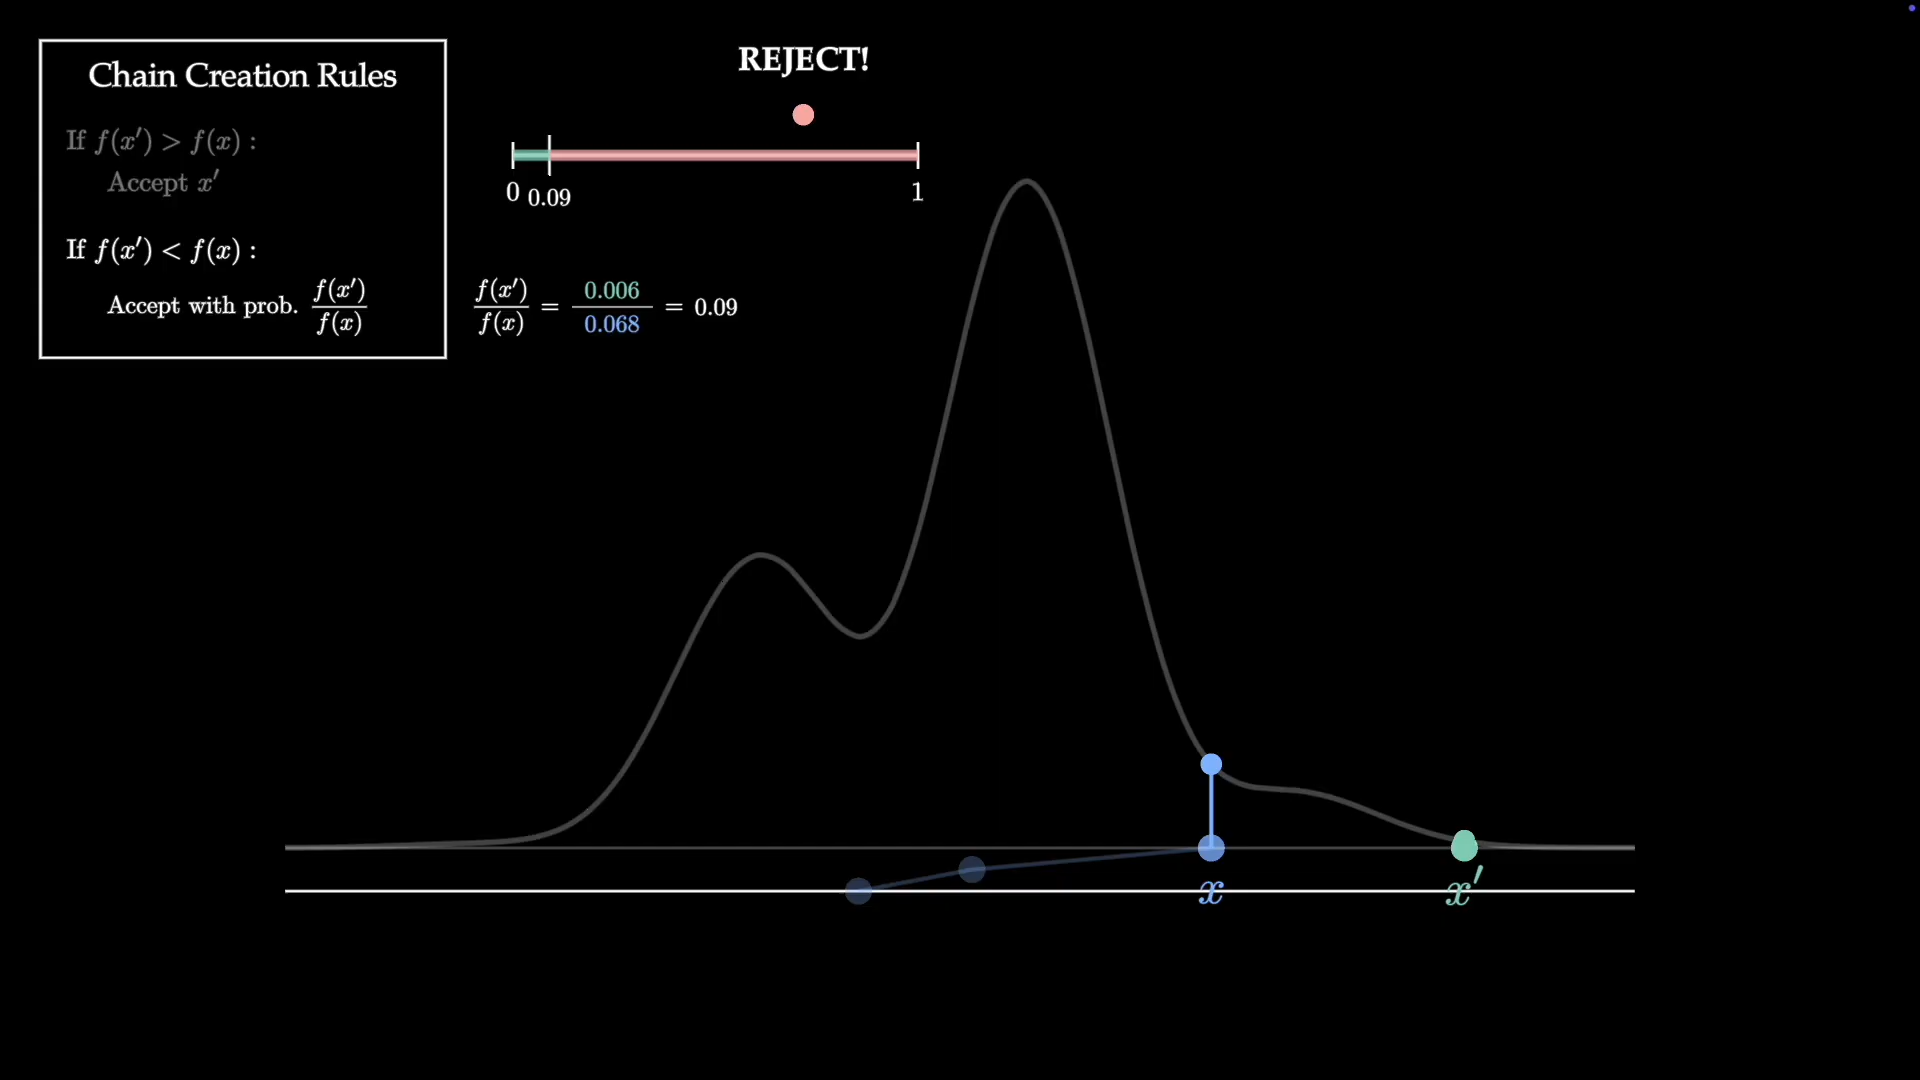 Chain Creation Rules
If f(x′) > f(x) :
Accept x′
If f(x′) < f(x) :
Accept with prob. f(x′)/f(x)
REJECT!
0 0.09 1
f(x′)/f(x) = 0.006/0.068 = 0.09
x x′